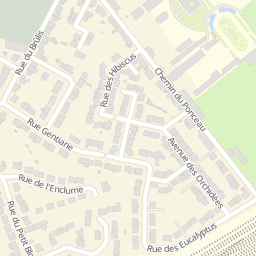 Rue du Brûlis
Rue des Hibiscus
Chemin du Ponceau
Rue Gentiane
Avenue des Orchidées
Rue de l'Enclume
Rue du Petit Blo
Rue des Eucalyptus